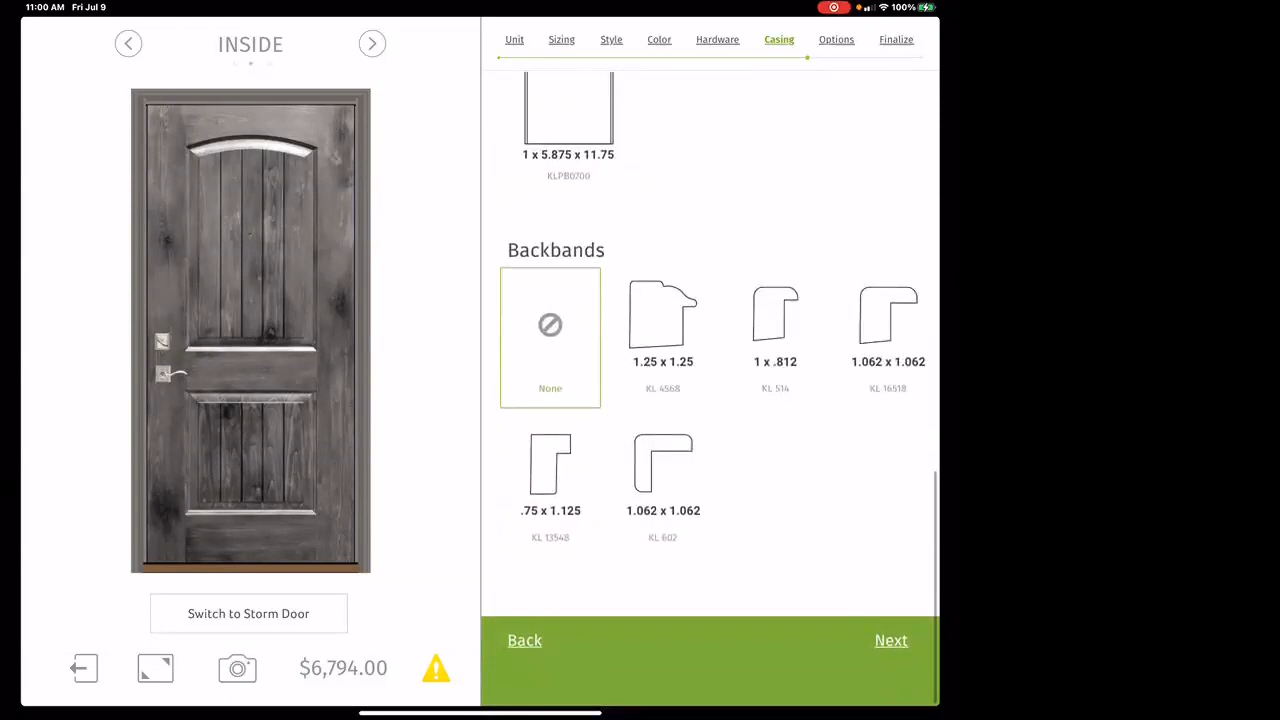 11:00 AM Fri Jul 9
100%
INSIDE
Unit Sizing Style Color Hardware Casing Options Finalize
1 x 5.875 x 11.75
KLPB0700
Backbands
None
1.25 x 1.25
KL 4568
1 x .812
KL 514
1.062 x 1.062
KL 16518
.75 x 1.125
KL 13548
1.062 x 1.062
KL 602
Switch to Storm Door
$6,794.00
Back
Next